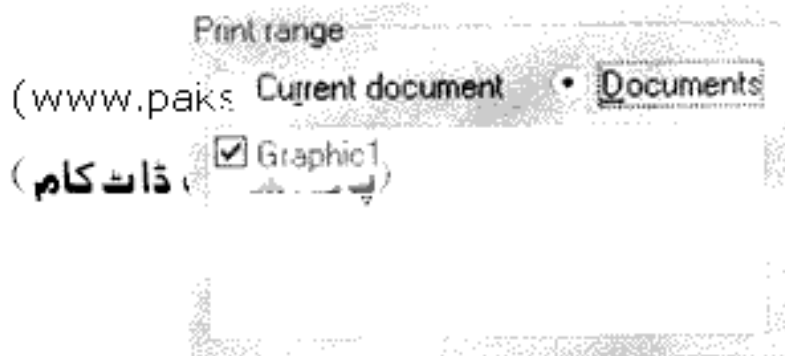 Print range
(www.paks Current document Documents
Graphic1
ڈاٹ کام)